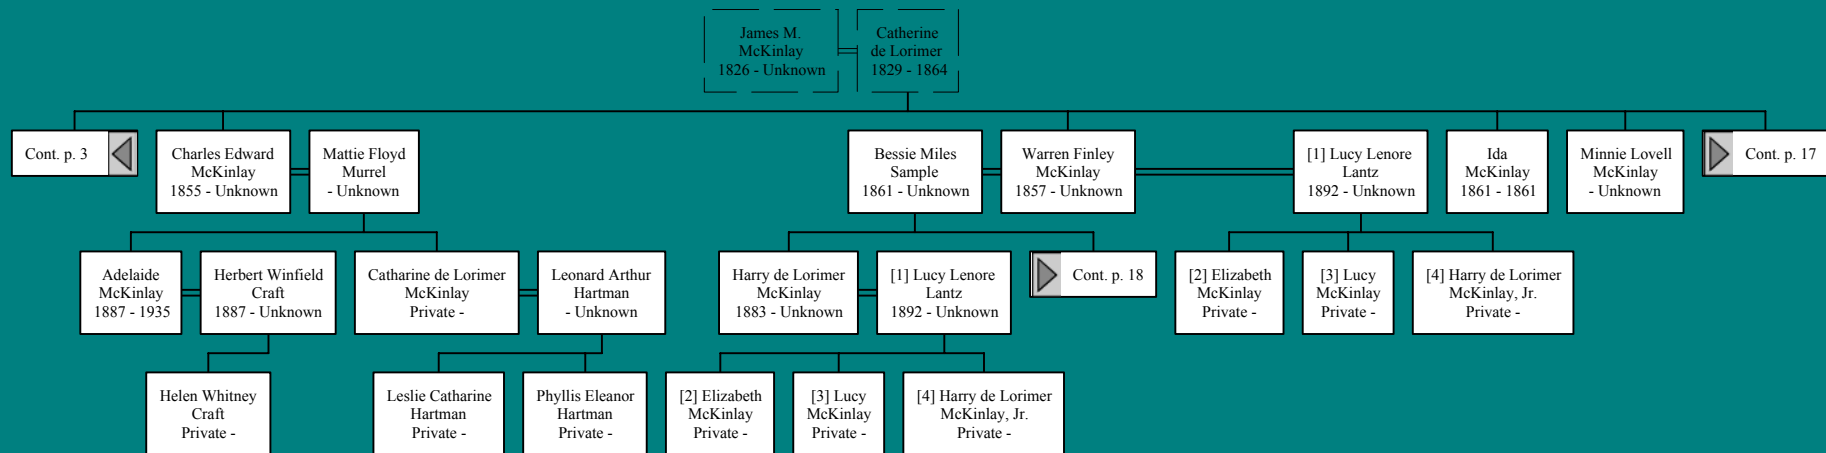 James M.
McKinlay
1826 - Unknown
Catherine
de Lorimer
1829 - 1864
Cont. p. 3
Charles Edward
McKinlay
1855 - Unknown
Mattie Floyd
Murrel
- Unknown
Bessie Miles
Sample
1861 - Unknown
Warren Finley
McKinlay
1857 - Unknown
[1] Lucy Lenore
Lantz
1892 - Unknown
Ida
McKinlay
1861 - 1861
Minnie Lovell
McKinlay
- Unknown
Cont. p. 17
Adelaide
McKinlay
1887 - 1935
Herbert Winfield
Craft
1887 - Unknown
Catharine de Lorimer
McKinlay
Private -
Leonard Arthur
Hartman
- Unknown
Harry de Lorimer
McKinlay
1883 - Unknown
[1] Lucy Lenore
Lantz
1892 - Unknown
Cont. p. 18
[2] Elizabeth
McKinlay
Private -
[3] Lucy
McKinlay
Private -
[4] Harry de Lorimer
McKinlay, Jr.
Private -
Helen Whitney
Craft
Private -
Leslie Catharine
Hartman
Private -
Phyllis Eleanor
Hartman
Private -
[2] Elizabeth
McKinlay
Private -
[3] Lucy
McKinlay
Private -
[4] Harry de Lorimer
McKinlay, Jr.
Private -